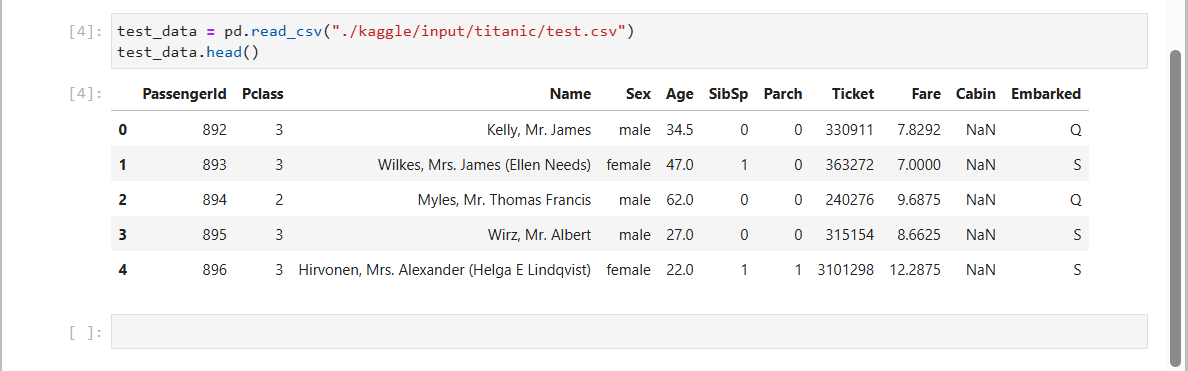 [4]: test_data = pd.read_csv("./kaggle/input/titanic/test.csv")
test_data.head()
[4]: PassengerId Pclass Name Sex Age SibSp Parch Ticket Fare Cabin Embarked
0 892 3 Kelly, Mr. James male 34.5 0 0 330911 7.8292 NaN Q
1 893 3 Wilkes, Mrs. James (Ellen Needs) female 47.0 1 0 363272 7.0000 NaN S
2 894 2 Myles, Mr. Thomas Francis male 62.0 0 0 240276 9.6875 NaN Q
3 895 3 Wirz, Mr. Albert male 27.0 0 0 315154 8.6625 NaN S
4 896 3 Hirvonen, Mrs. Alexander (Helga E Lindqvist) female 22.0 1 1 3101298 12.2875 NaN S
[ ]: